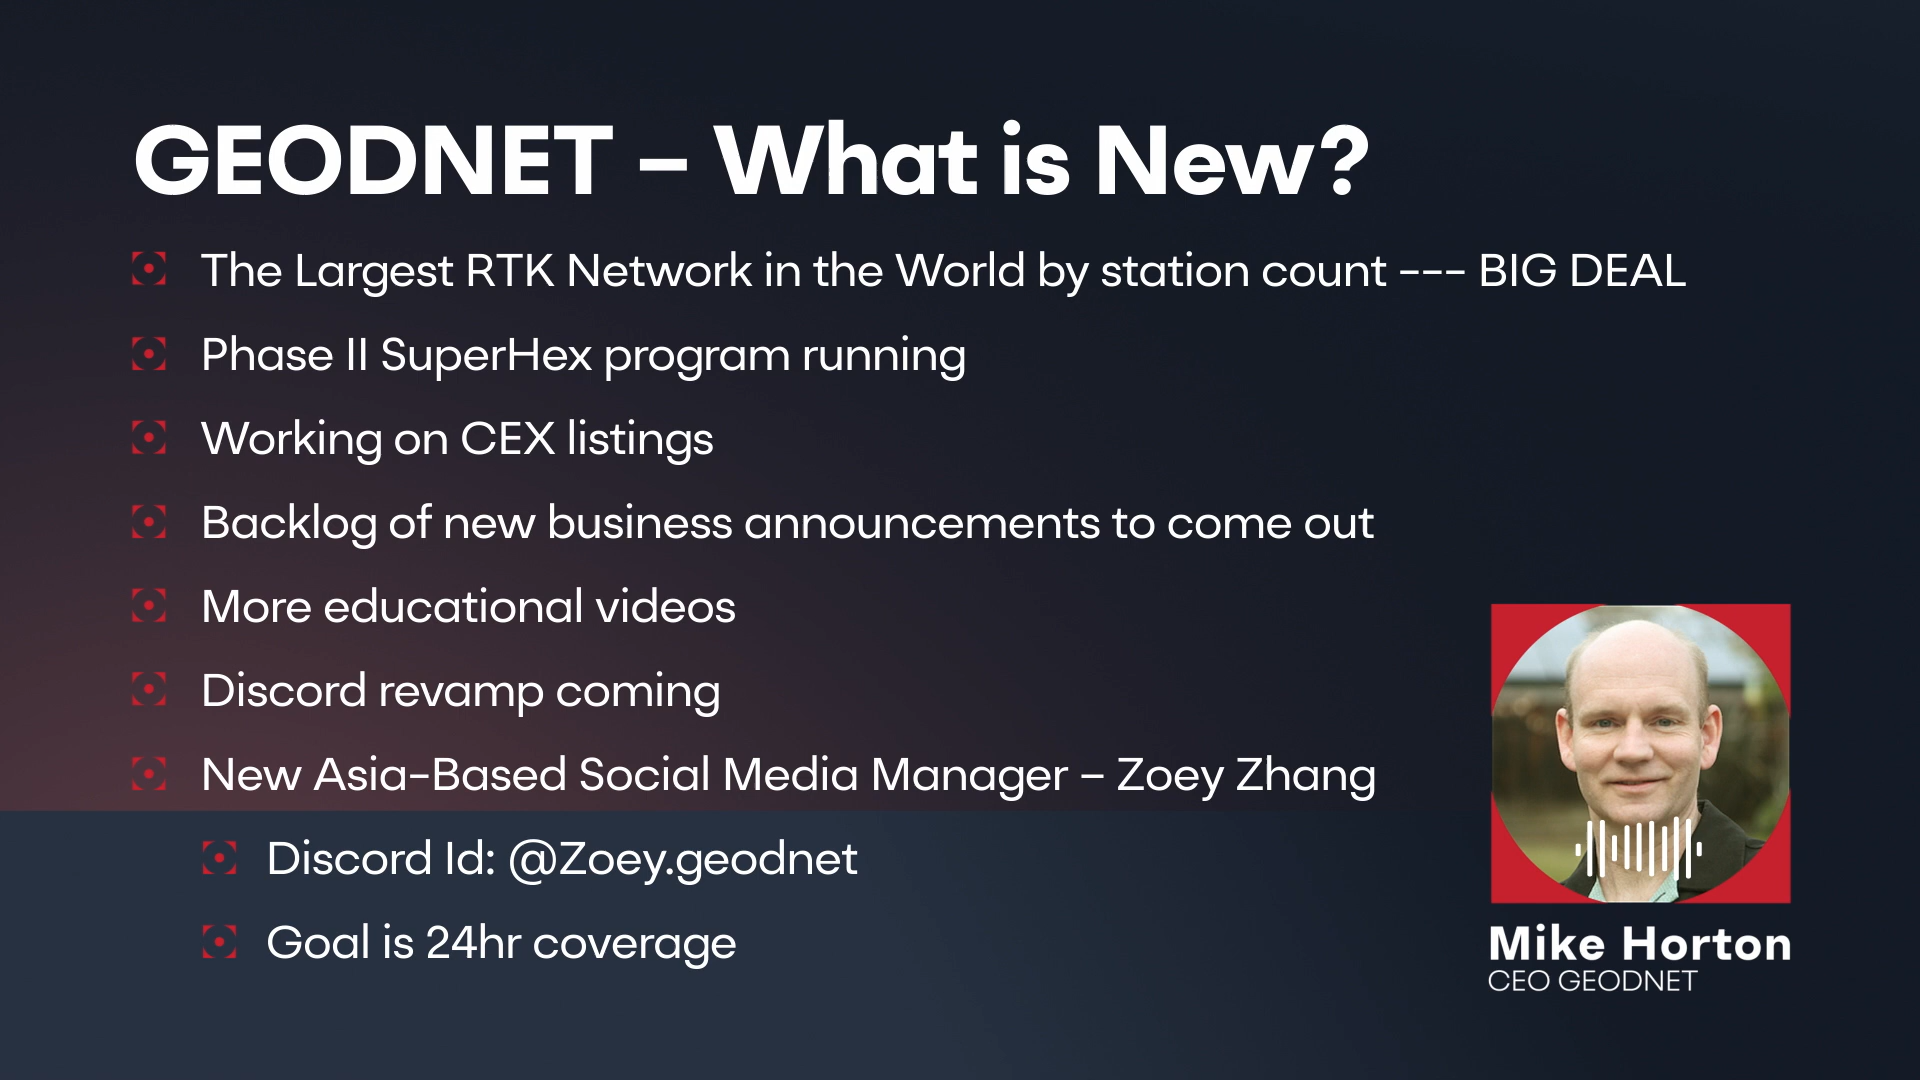 GEODNET – What is New?
The Largest RTK Network in the World by station count --- BIG DEAL
Phase II SuperHex program running
Working on CEX listings
Backlog of new business announcements to come out
More educational videos
Discord revamp coming
New Asia-Based Social Media Manager – Zoey Zhang
Discord Id: @Zoey.geodnet
Goal is 24hr coverage
Mike Horton
CEO GEODNET